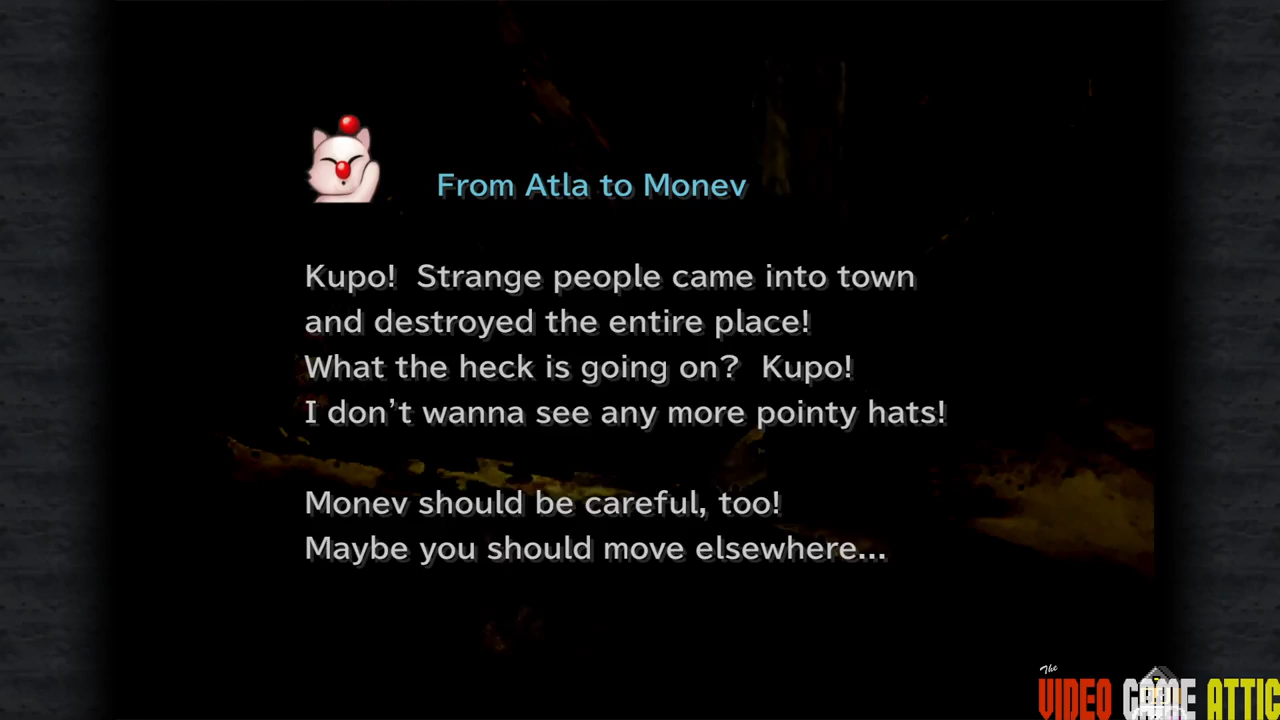 From Atla to Monev
Kupo!  Strange people came into town
and destroyed the entire place!
What the heck is going on?  Kupo!
I don't wanna see any more pointy hats!
Monev should be careful, too!
Maybe you should move elsewhere...
The
VIDEO GAME ATTIC